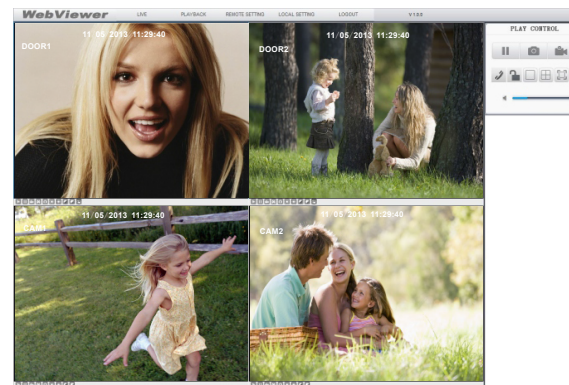 WebViewer LIVE PLAYBACK REMOTE SETTING LOCAL SETTING LOGOUT V 1 0.0
PLAY CONTROL
11/05/2013 11:29:40
DOOR1
11/05/2013 11:29:40
DOOR2
11/05/2013 11:29:40
CAM1
11/05/2013 11:29:40
CAM2